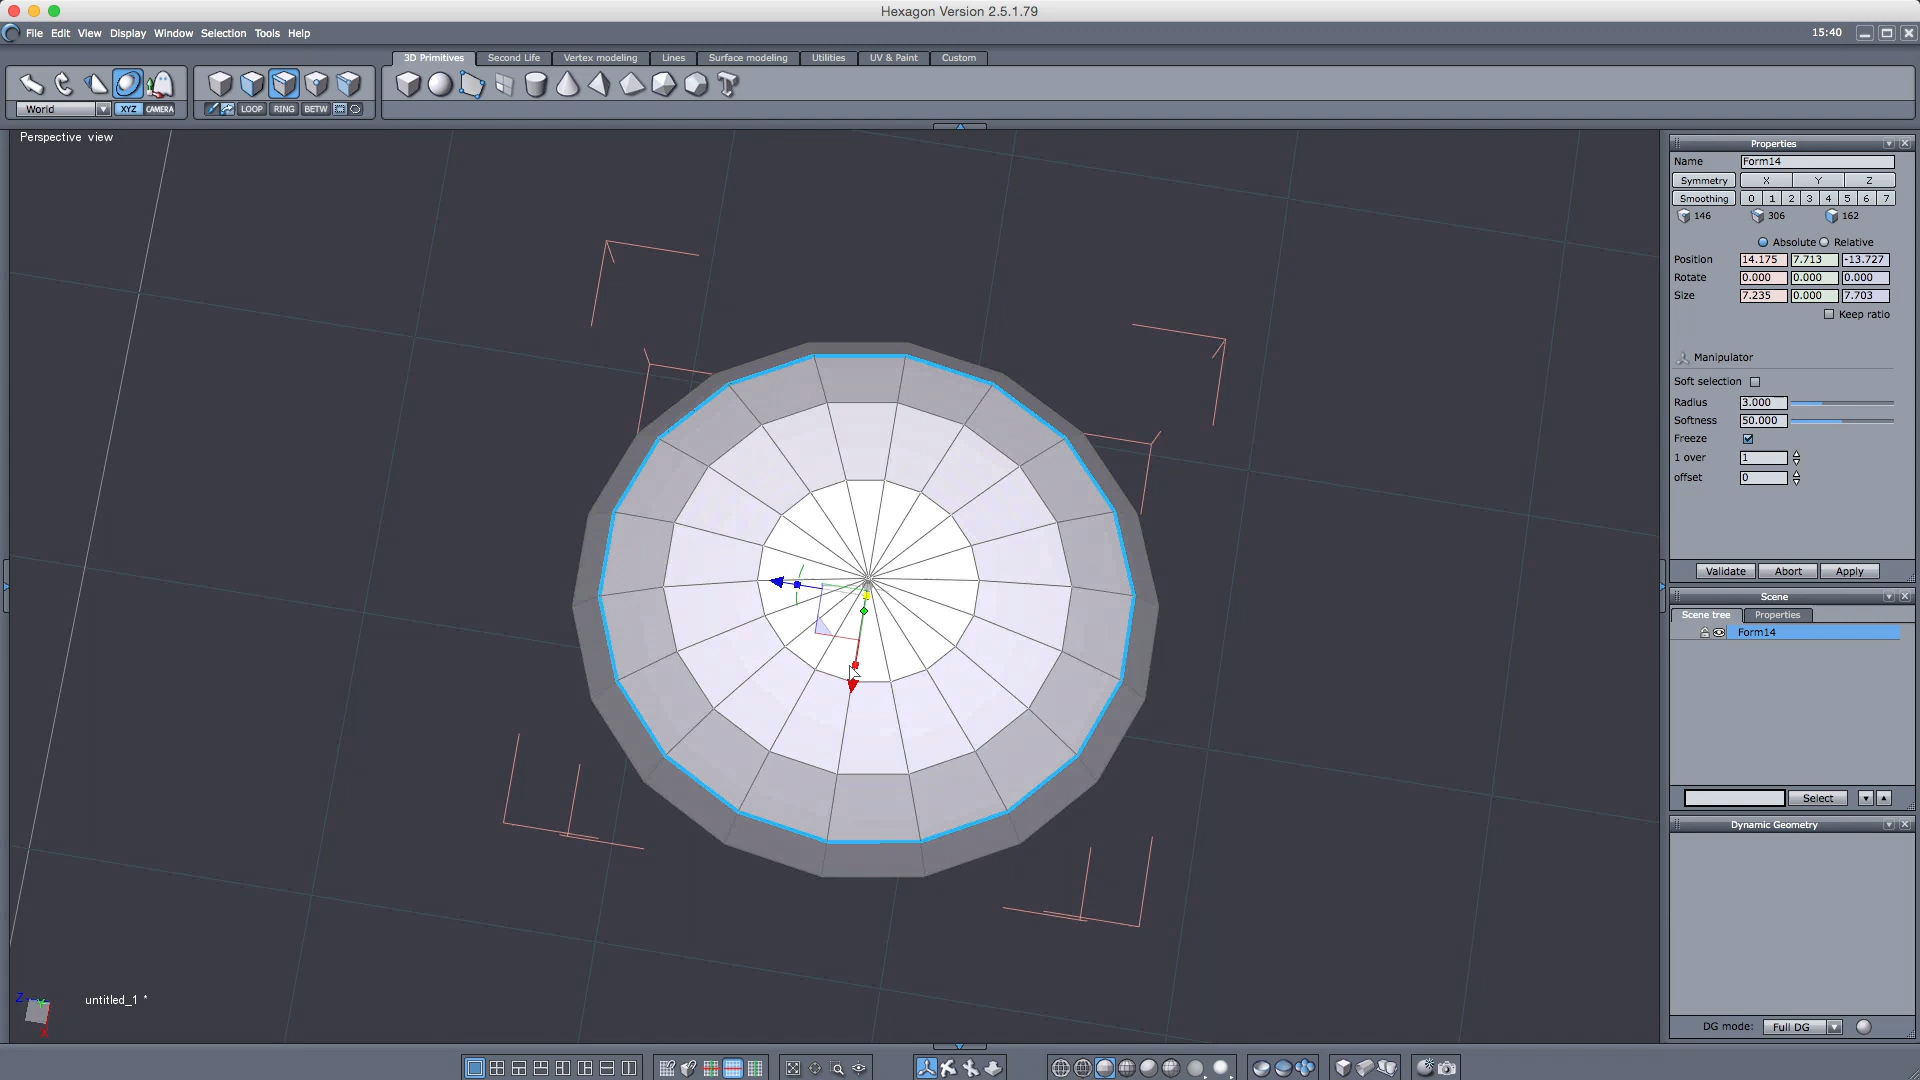 Hexagon Version 2.5.1.79
File Edit View Display Window Selection Tools Help
15:40
3D Primitives Second Life Vertex modeling Lines Surface modeling Utilities UV & Paint Custom
World XYZ CAMERA LOOP RING BETW
Perspective view
Properties
Name Form14
Symmetry X Y Z
Smoothing 0 1 2 3 4 5 6 7
146 306 162
Absolute Relative
Position 14.175 7.713 -13.727
Rotate 0.000 0.000 0.000
Size 7.235 0.000 7.703
Keep ratio
Manipulator
Soft selection
Radius 3.000
Softness 50.000
Freeze
1 over 1
offset 0
Validate Abort Apply
Scene
Scene tree Properties
Form14
Select
Dynamic Geometry
Z Y X
untitled_1 *
DG mode: Full DG